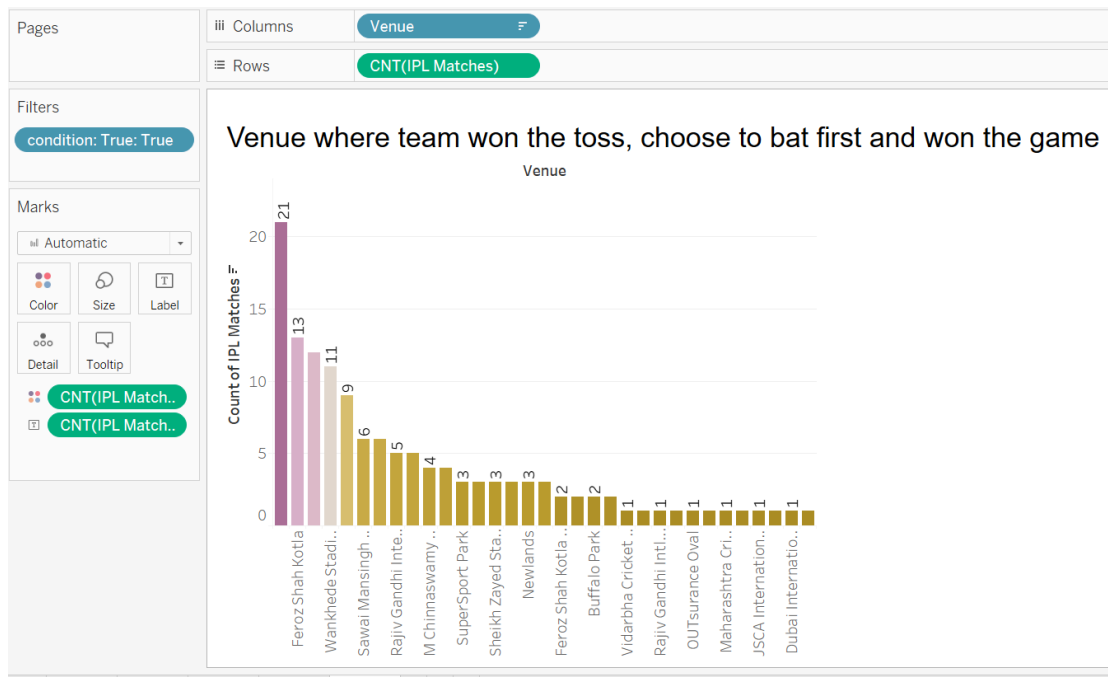 Pages
Columns
Venue
Rows
CNT(IPL Matches)
Filters
condition: True: True
Marks
Automatic
Color
Size
Label
Detail
Tooltip
CNT(IPL Match..
CNT(IPL Match..
Venue where team won the toss, choose to bat first and won the game
Venue
Count of IPL Matches
20
15
10
5
0
21
13
11
9
6
5
4
3
3
3
2
2
1
1
1
1
1
1
Feroz Shah Kotla
Wankhede Stadi..
Sawai Mansingh ..
Rajiv Gandhi Inte..
M Chinnaswamy ..
SuperSport Park
Sheikh Zayed Sta..
Newlands
Feroz Shah Kotla ..
Buffalo Park
Vidarbha Cricket ..
Rajiv Gandhi Intl...
OUTsurance Oval
Maharashtra Cri..
JSCA Internation..
Dubai Internatio..